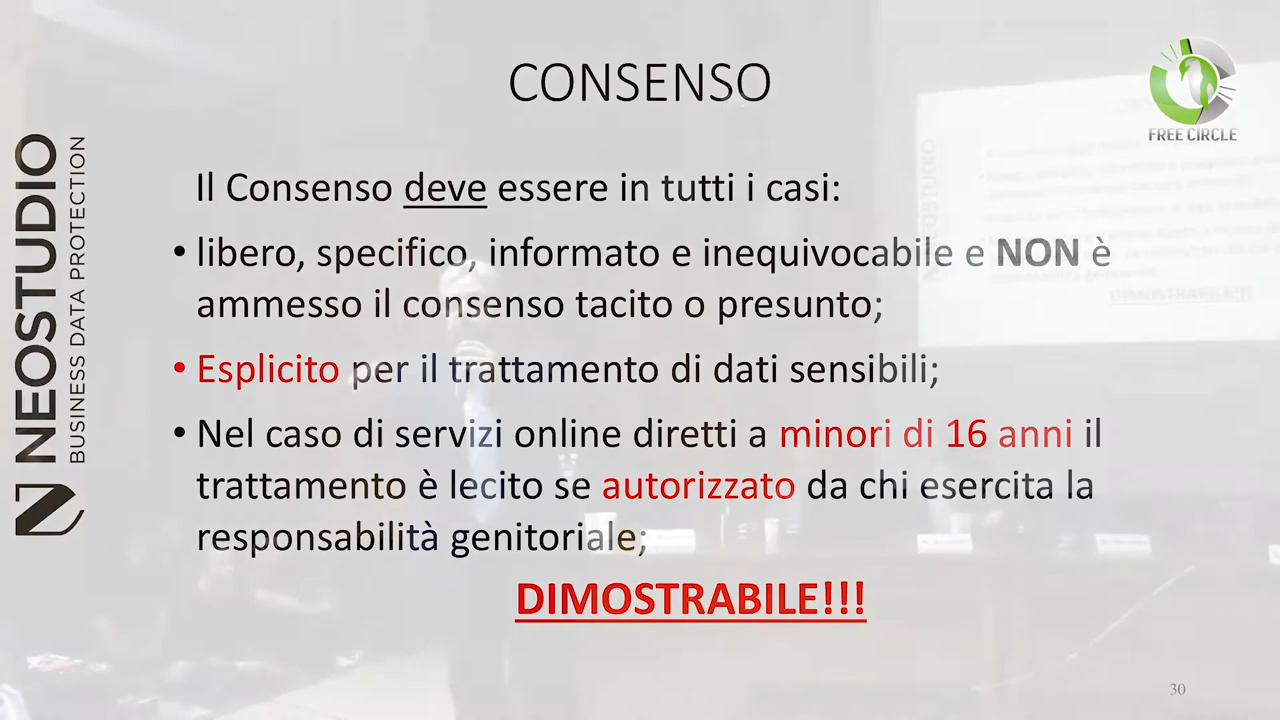 CONSENSO
FREE CIRCLE
NEOSTUDIO
BUSINESS DATA PROTECTION
Il Consenso deve essere in tutti i casi:
• libero, specifico, informato e inequivocabile e NON è
ammesso il consenso tacito o presunto;
• Esplicito per il trattamento di dati sensibili;
• Nel caso di servizi online diretti a minori di 16 anni il
trattamento è lecito se autorizzato da chi esercita la
responsabilità genitoriale;
DIMOSTRABILE!!!
NEOSTUDIO
DIMOSTRABILE!!!
30